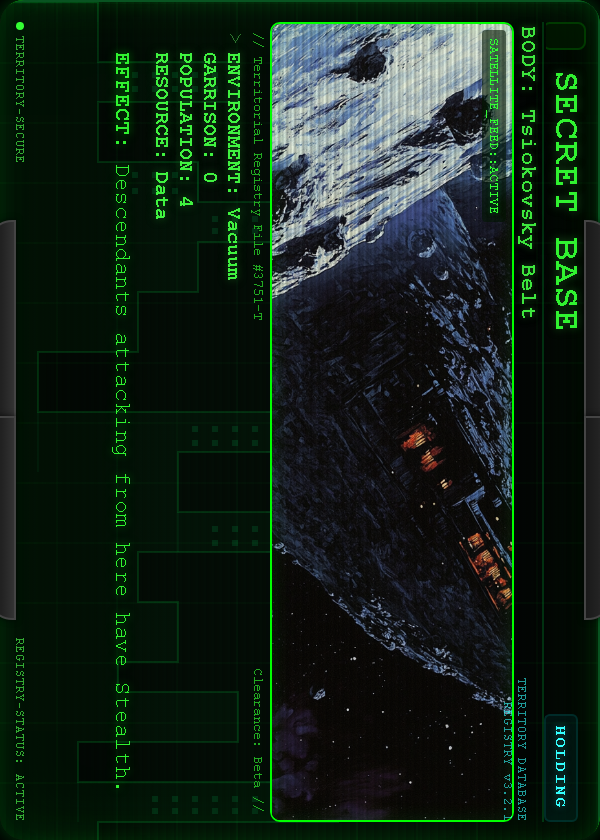 SECRET BASE
HOLDING
BODY: Tsiokovsky Belt
TERRITORY DATABASE
REGISTRY v3.2.1
SATELLITE_FEED::ACTIVE
// Territorial Registry File #3751-T
Clearance: Beta //
> ENVIRONMENT: Vacuum
GARRISON: 0
POPULATION: 4
RESOURCE: Data
EFFECT: Descendants attacking from here have Stealth.
● TERRITORY-SECURE
REGISTRY-STATUS: ACTIVE